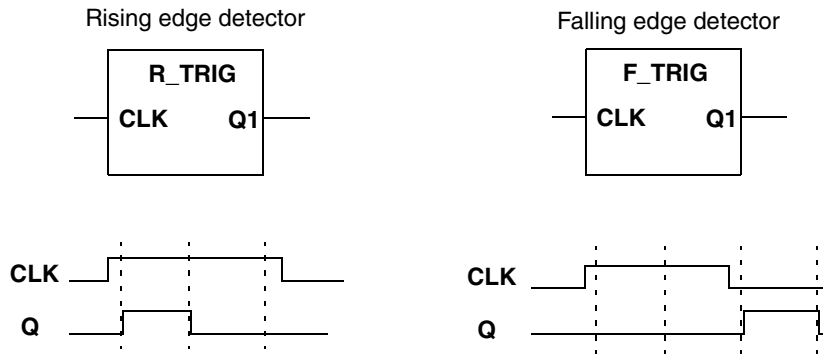 Rising edge detector
Falling edge detector
R_TRIG
CLK Q1
F_TRIG
CLK Q1
CLK
Q
CLK
Q